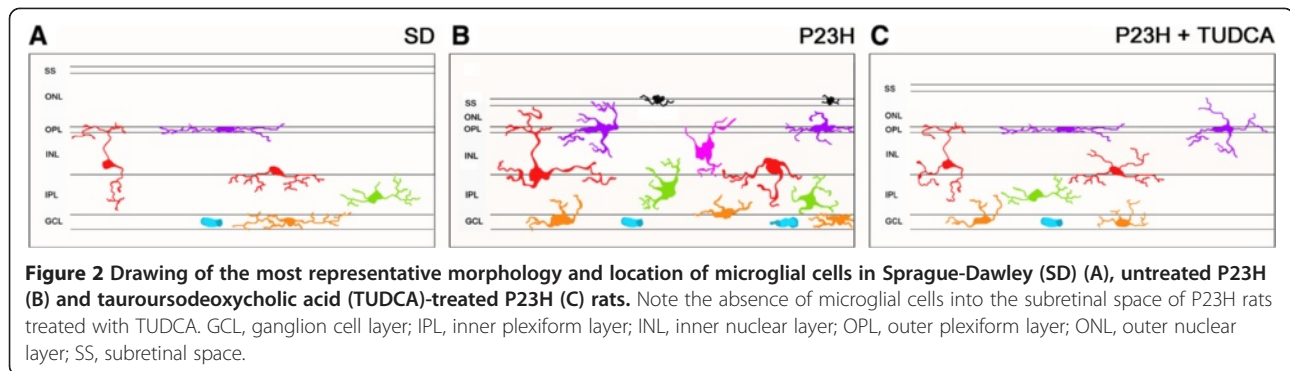 A SD
SS
ONL
OPL
INL
IPL
GCL
B P23H
SS
ONL
OPL
INL
IPL
GCL
C P23H + TUDCA
SS
ONL
OPL
INL
IPL
GCL
Figure 2 Drawing of the most representative morphology and location of microglial cells in Sprague-Dawley (SD) (A), untreated P23H
(B) and tauroursodeoxycholic acid (TUDCA)-treated P23H (C) rats. Note the absence of microglial cells into the subretinal space of P23H rats
treated with TUDCA. GCL, ganglion cell layer; IPL, inner plexiform layer; INL, inner nuclear layer; OPL, outer plexiform layer; ONL, outer nuclear
layer; SS, subretinal space.